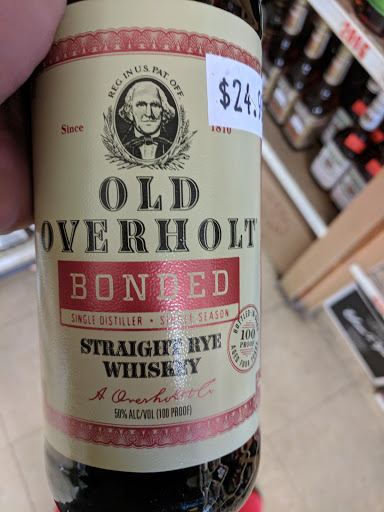 REG. IN U.S. PAT. OFF.
$24.9
Since 1810
OLD
OVERHOLT
BONDED
SINGLE DISTILLER • SINGLE SEASON
STRAIGHT RYE
WHISKEY
100
PROOF
A. Overholt & Co
50% ALC/VOL (100 PROOF)